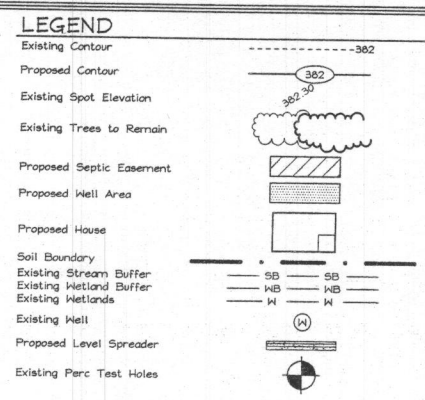 LEGEND
Existing Contour 382
Proposed Contour 382
Existing Spot Elevation 382.30
Existing Trees to Remain
Proposed Septic Easement
Proposed Well Area
Proposed House
Soil Boundary
Existing Stream Buffer SB SB
Existing Wetland Buffer WB WB
Existing Wetlands W W
Existing Well W
Proposed Level Spreader
Existing Perc Test Holes